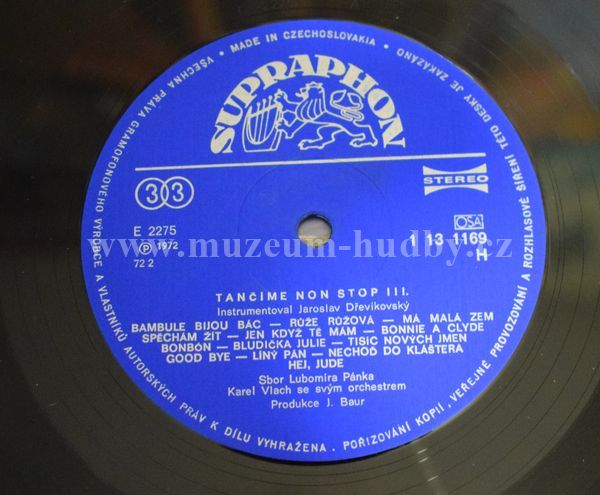 MADE IN CZECHOSLOVAKIA
VŠECHNA PRÁVA GRAMOFONOVÉHO VÝROBCE A VLASTNÍKŮ AUTORSKÝCH PRÁV K DÍLU VYHRAŽENA. POŘIZOVÁNÍ KOPIÍ, VEŘEJNÉ PROVOZOVÁNÍ A ROZHLASOVÉ ŠÍŘENÍ TÉTO DESKY JE ZAKÁZÁNO
SUPRAPHON
33
STEREO
E 2275
Ⓟ 1972
72 2
OSA
1 13 1169
H
www.muzeum-hudby.cz
TANČÍME NON STOP III.
Instrumentoval Jaroslav Dřevikovský
BAMBULE BIJOU BÁC — RŮŽE RŮŽOVÁ — MÁ MALÁ ZEM
SPĚCHÁM ŽÍT — JEN KDYŽ TĚ MÁM — BONNIE A CLYDE
BONBÓN — BLUDIČKA JULIE — TISÍC NOVÝCH JMEN
GOOD BYE — LÍNÝ PÁN — NECHOĎ DO KLÁŠTERA
HEJ, JUDE
Sbor Lubomíra Pánka
Karel Vlach se svým orchestrem
Produkce J. Baur